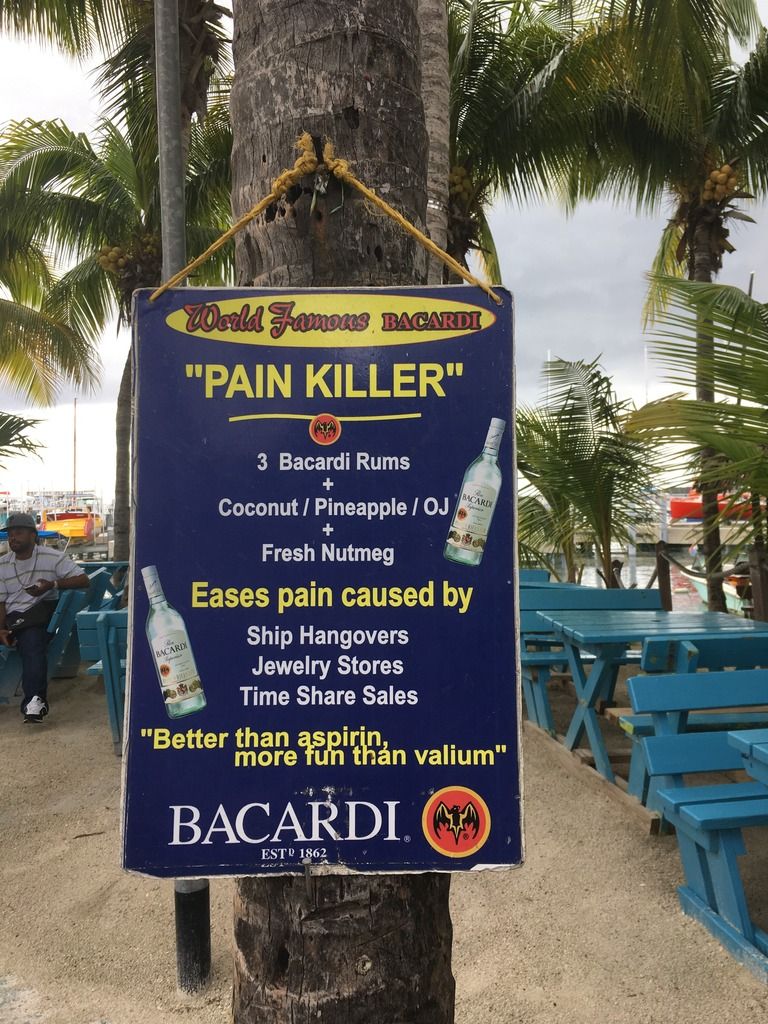 World Famous BACARDI
"PAIN KILLER"
3 Bacardi Rums
+
Coconut / Pineapple / OJ
+
Fresh Nutmeg
BACARDI
Eases pain caused by
Ship Hangovers
BACARDI
Jewelry Stores
Time Share Sales
"Better than aspirin,
more fun than valium"
BACARDI®
ESTD 1862